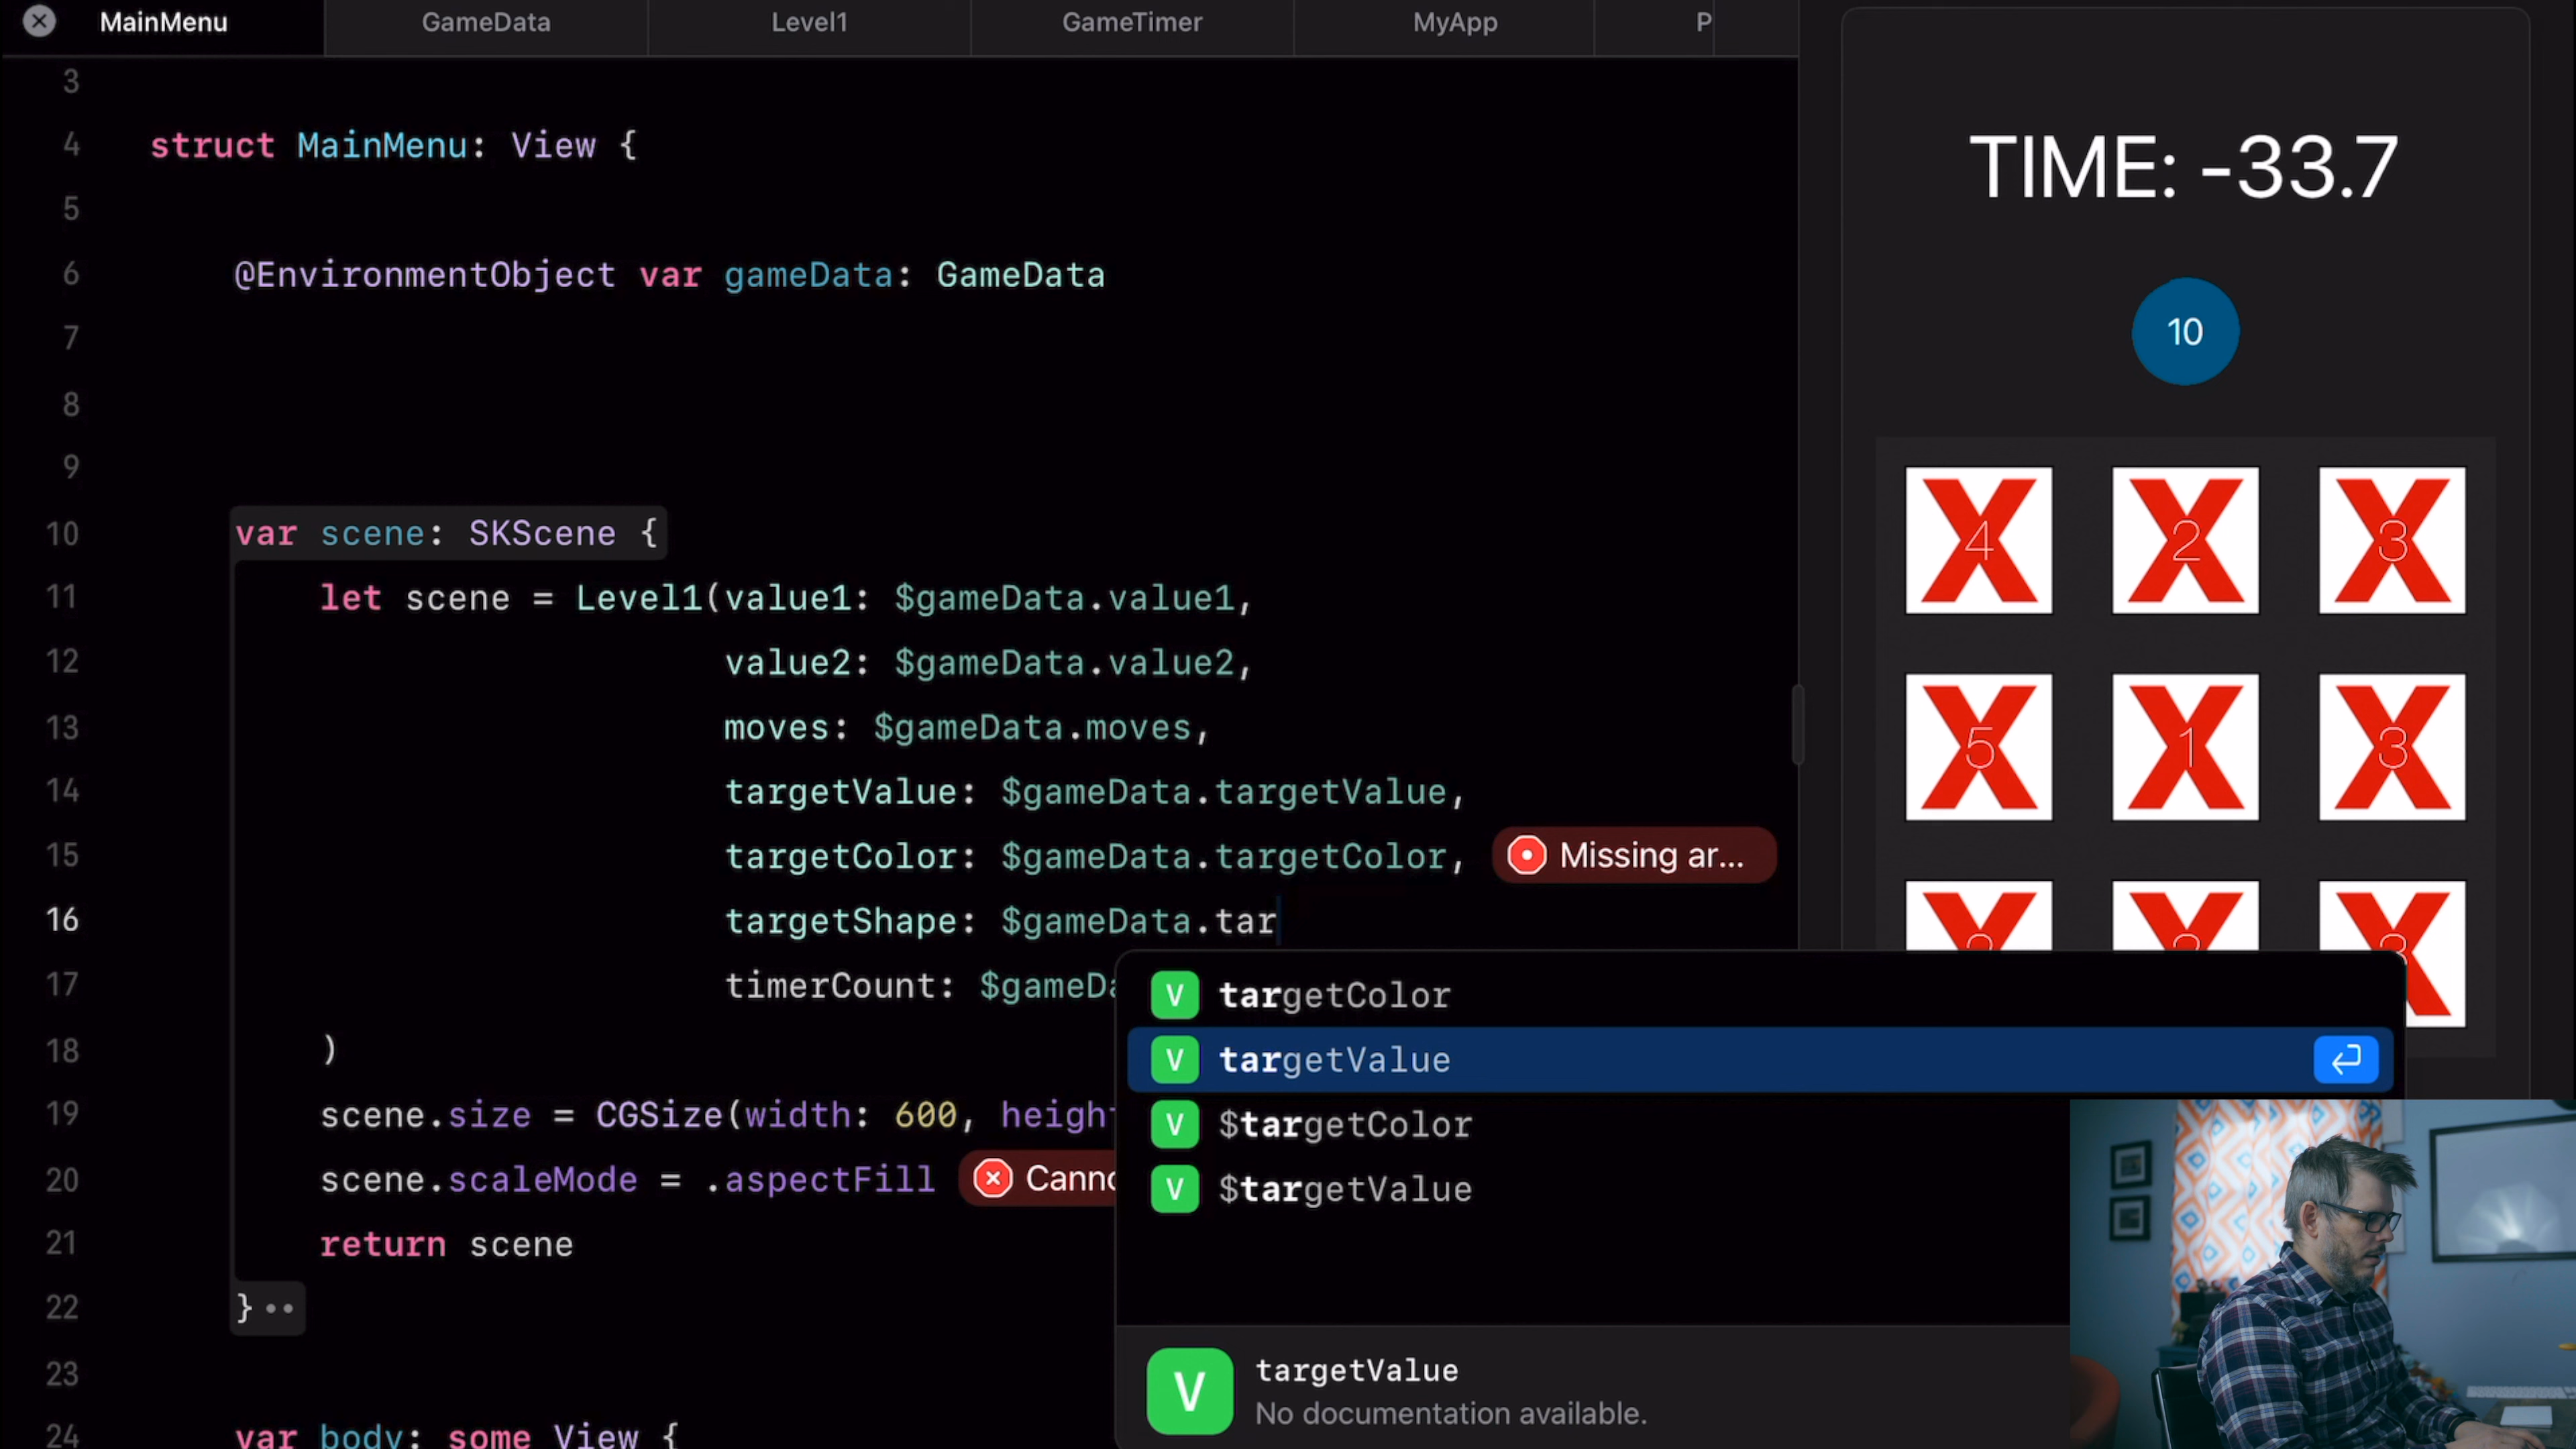 MainMenu GameData Level1 GameTimer MyApp P
3
4 struct MainMenu: View {
5
6 @EnvironmentObject var gameData: GameData
7
8
9
10 var scene: SKScene {
11 let scene = Level1(value1: $gameData.value1,
12 value2: $gameData.value2,
13 moves: $gameData.moves,
14 targetValue: $gameData.targetValue,
15 targetColor: $gameData.targetColor, Missing ar...
16 targetShape: $gameData.tar
17 timerCount: $gameDa
18 )
19 scene.size = CGSize(width: 600, height
20 scene.scaleMode = .aspectFill Canno
21 return scene
22 }
23
24 var body: some View {
V targetColor
V targetValue
V $targetColor
V $targetValue
V targetValue
No documentation available.
TIME: -33.7
10
X 4 X 2 X 3
X 5 X 1 X 3
X X X